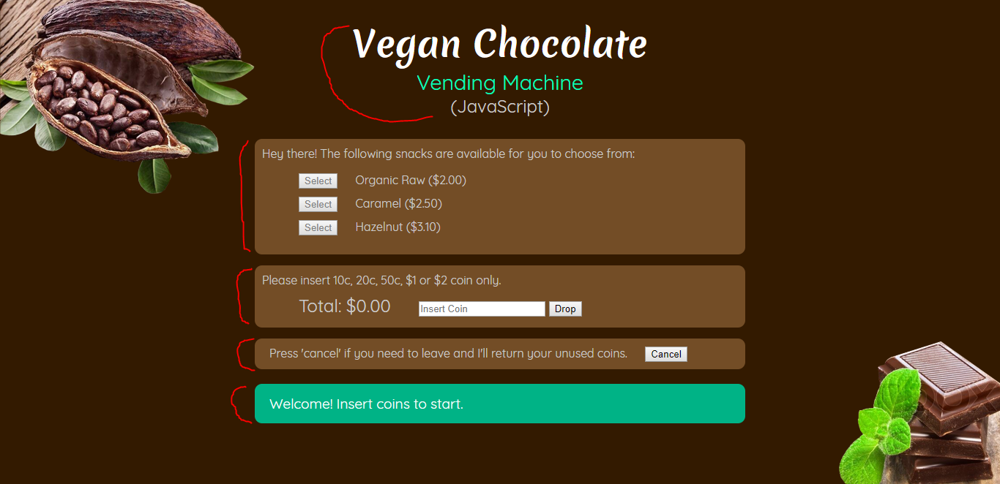 Vegan Chocolate
Vending Machine
(JavaScript)
Hey there! The following snacks are available for you to choose from:
Select Organic Raw ($2.00)
Select Caramel ($2.50)
Select Hazelnut ($3.10)
Please insert 10c, 20c, 50c, $1 or $2 coin only.
Total: $0.00 Insert Coin Drop
Press 'cancel' if you need to leave and I'll return your unused coins. Cancel
Welcome! Insert coins to start.